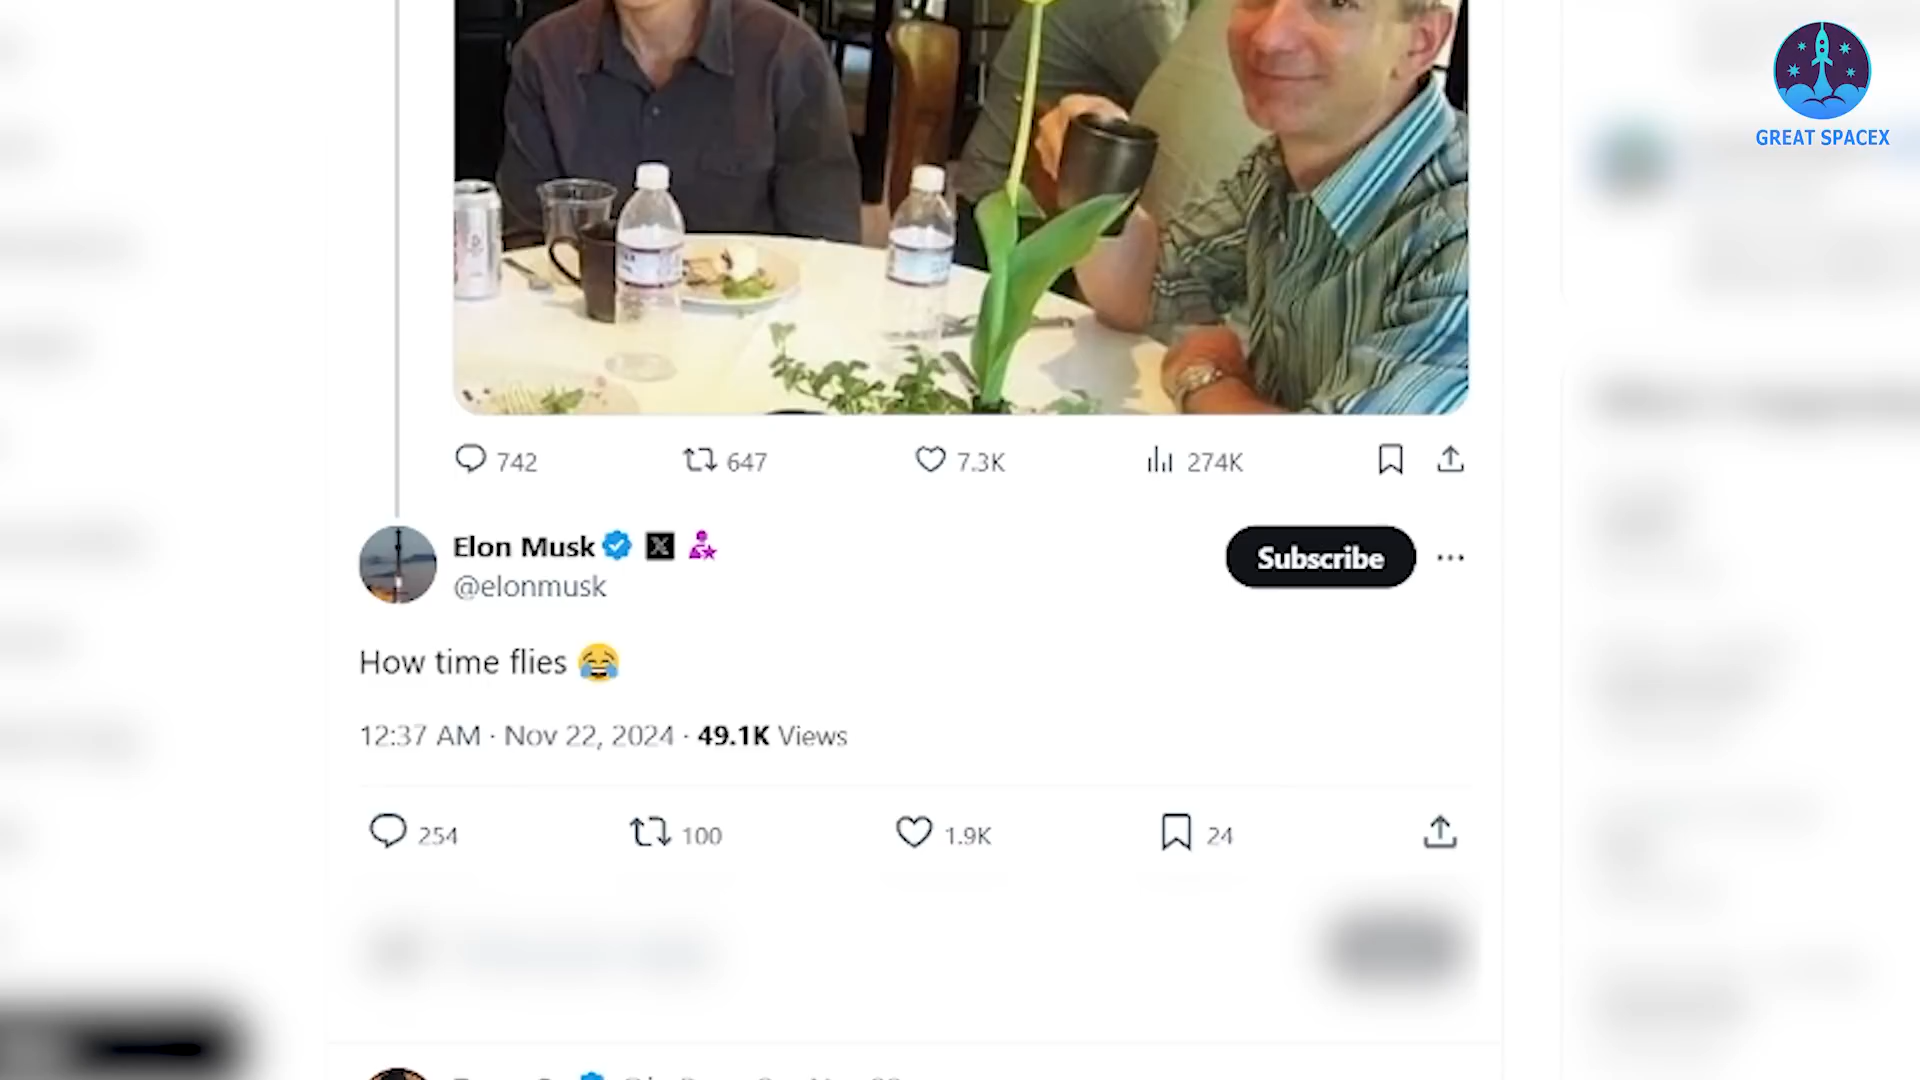 GREAT SPACEX
742 647 7.3K 274K
Elon Musk
@elonmusk
Subscribe
How time flies 😂
12:37 AM · Nov 22, 2024 · 49.1K Views
254 100 1.9K 24